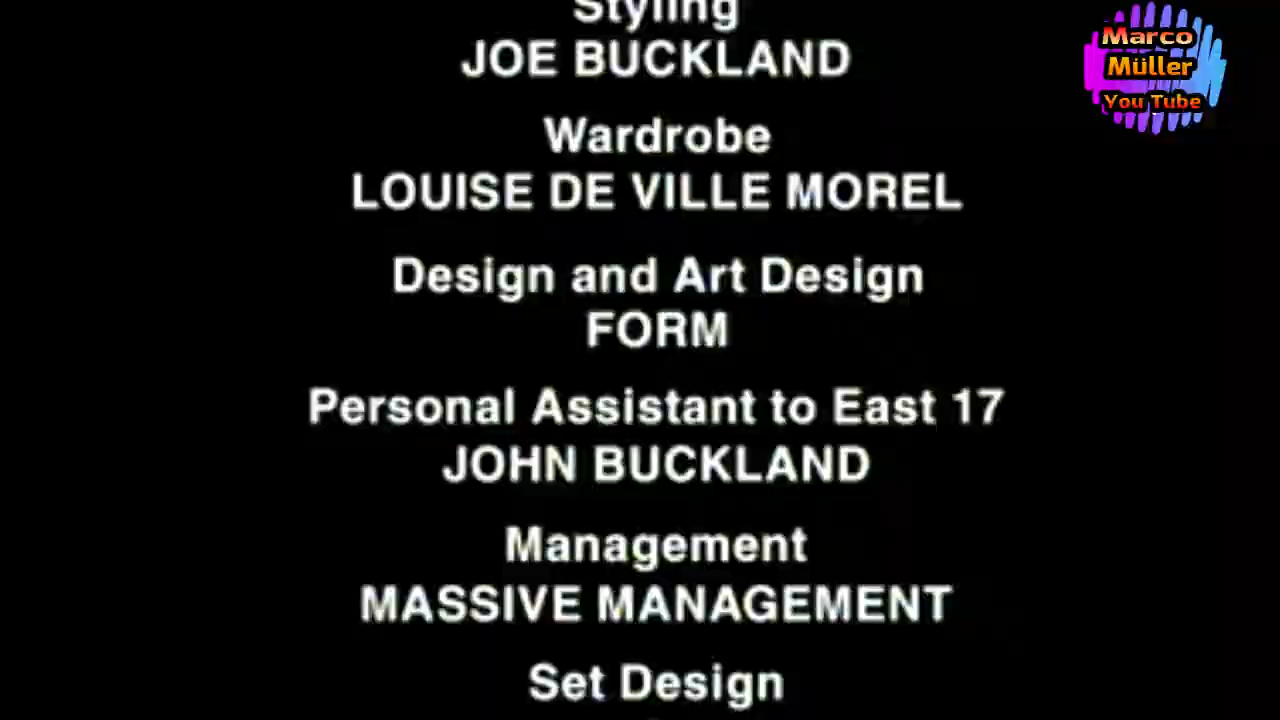 Styling
JOE BUCKLAND
Wardrobe
LOUISE DE VILLE MOREL
Design and Art Design
FORM
Personal Assistant to East 17
JOHN BUCKLAND
Management
MASSIVE MANAGEMENT
Set Design
Marco
Müller
You Tube